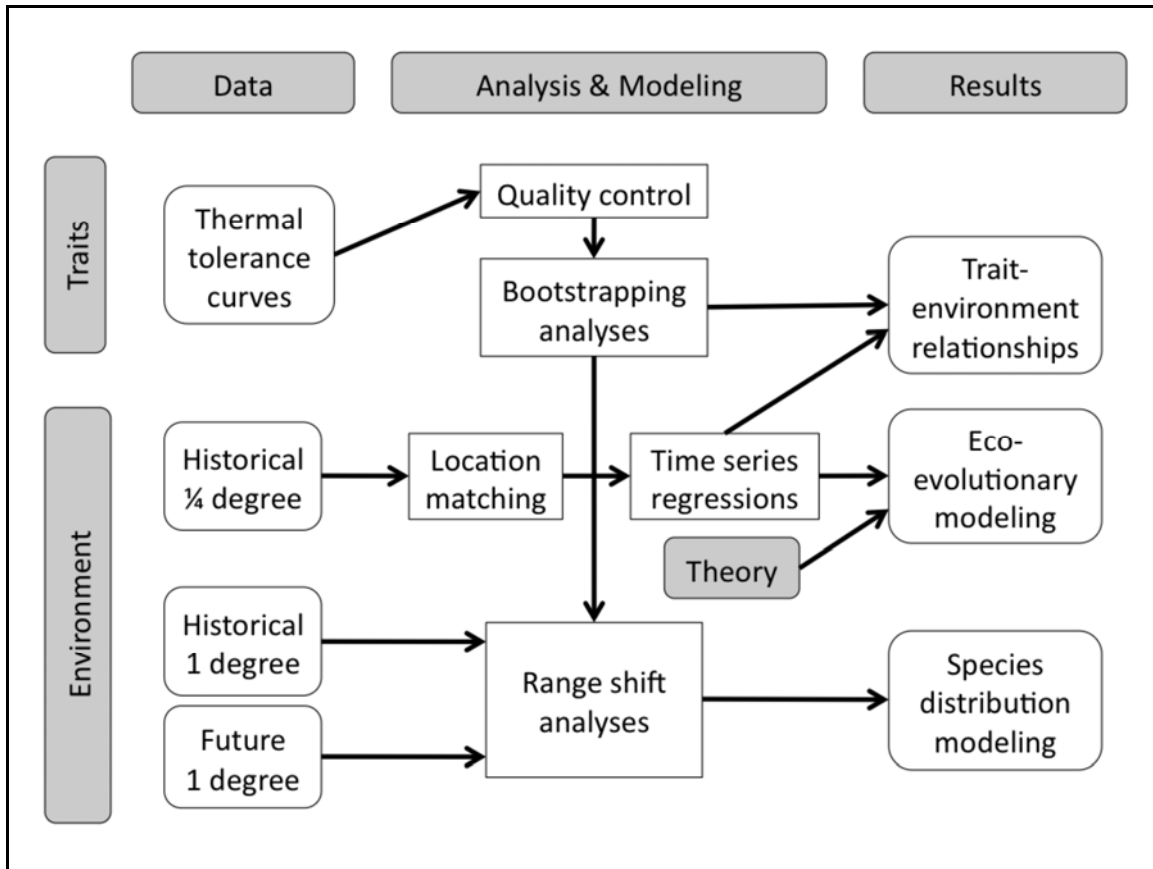 Data
Analysis & Modeling
Results
Traits
Thermal
tolerance
curves
Quality control
Bootstrapping
analyses
Trait-
environment
relationships
Environment
Historical
¼ degree
Location
matching
Time series
regressions
Eco-
evolutionary
modeling
Theory
Historical
1 degree
Future
1 degree
Range shift
analyses
Species
distribution
modeling